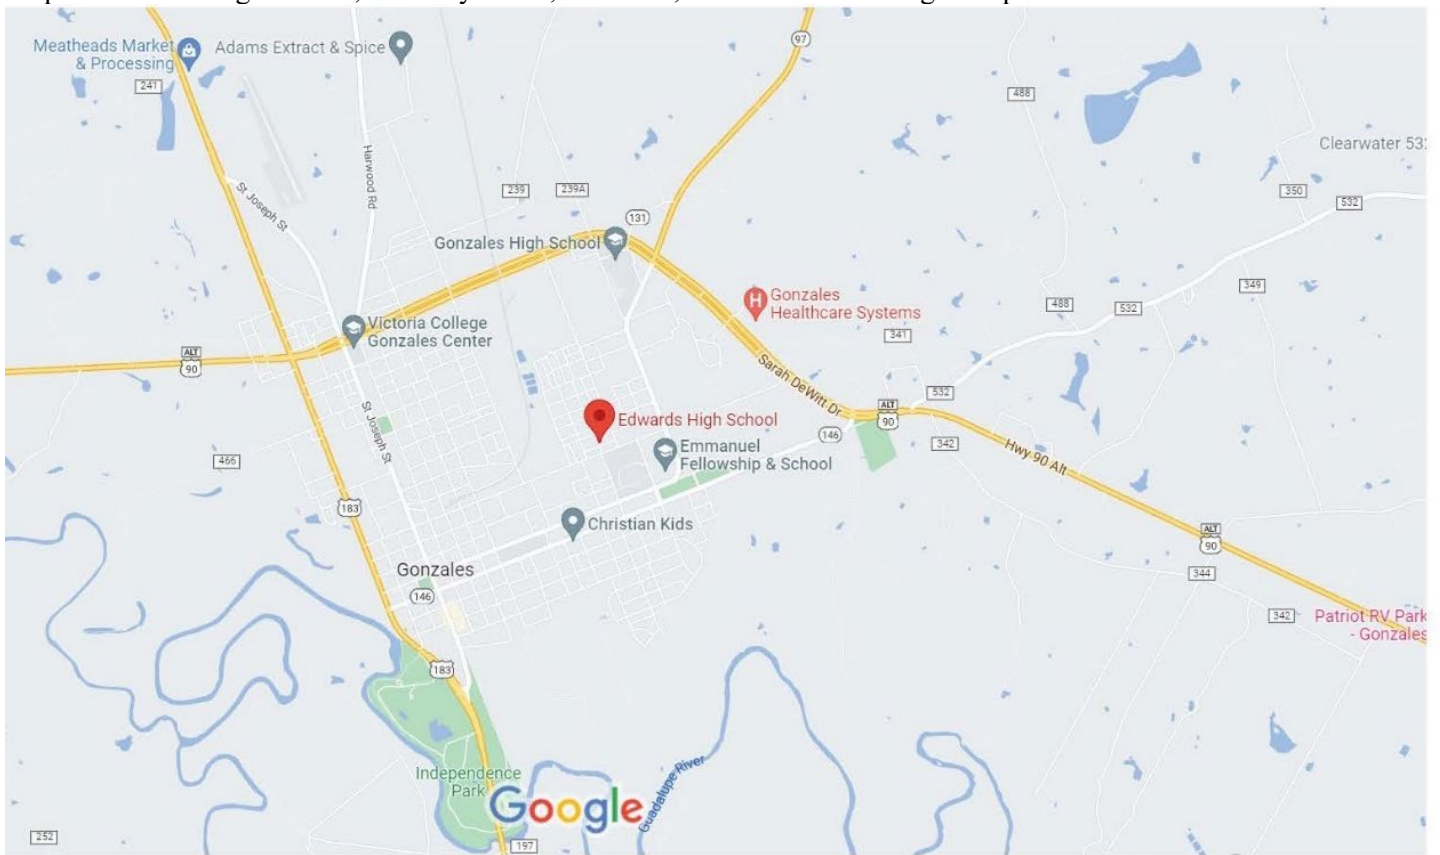 Meatheads Market
& Processing
Adams Extract & Spice
97
241
488
Clearwater 532
Harwood Rd
St Joseph St
239
239A
350
532
131
Gonzales High School
349
Gonzales
Healthcare Systems
488
532
Victoria College
Gonzales Center
341
ALT
90
Sarah DeWitt Dr
532
ALT
90
St Joseph St
Edwards High School
146
342
Hwy 90 Alt
Emmanuel
Fellowship & School
466
183
Christian Kids
ALT
90
Gonzales
344
146
342
Patriot RV Park
- Gonzales
183
Independence
Park
Guadalupe River
Google
252
197